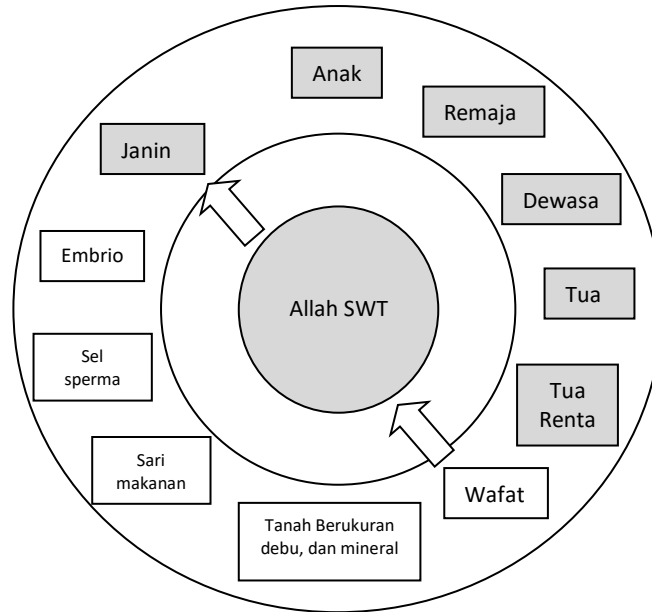 Anak
Remaja
Janin
Dewasa
Embrio
Allah SWT
Tua
Sel
sperma
Tua
Renta
Sari
makanan
Wafat
Tanah Berukuran
debu, dan mineral